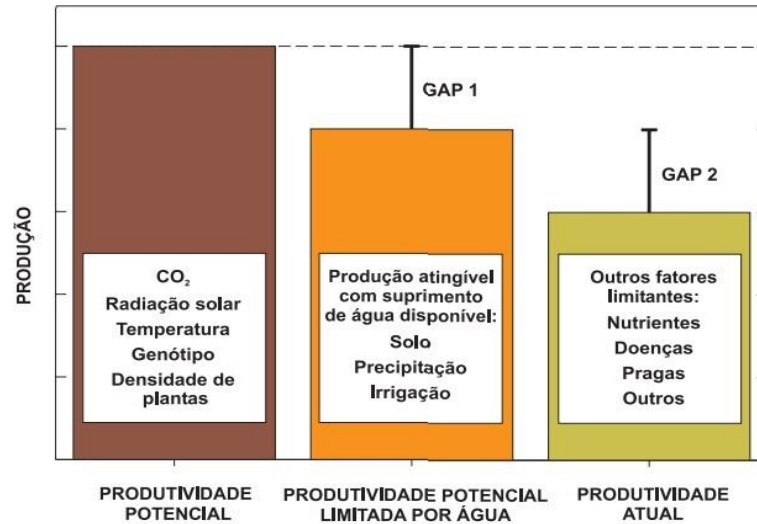 GAP 1
GAP 2
PRODUÇÃO
CO₂
Radiação solar
Temperatura
Genótipo
Densidade de
plantas
Produção atingível
com suprimento
de água disponível:
Solo
Precipitação
Irrigação
Outros fatores
limitantes:
Nutrientes
Doenças
Pragas
Outros
PRODUTIVIDADE
POTENCIAL
PRODUTIVIDADE POTENCIAL
LIMITADA POR ÁGUA
PRODUTIVIDADE
ATUAL